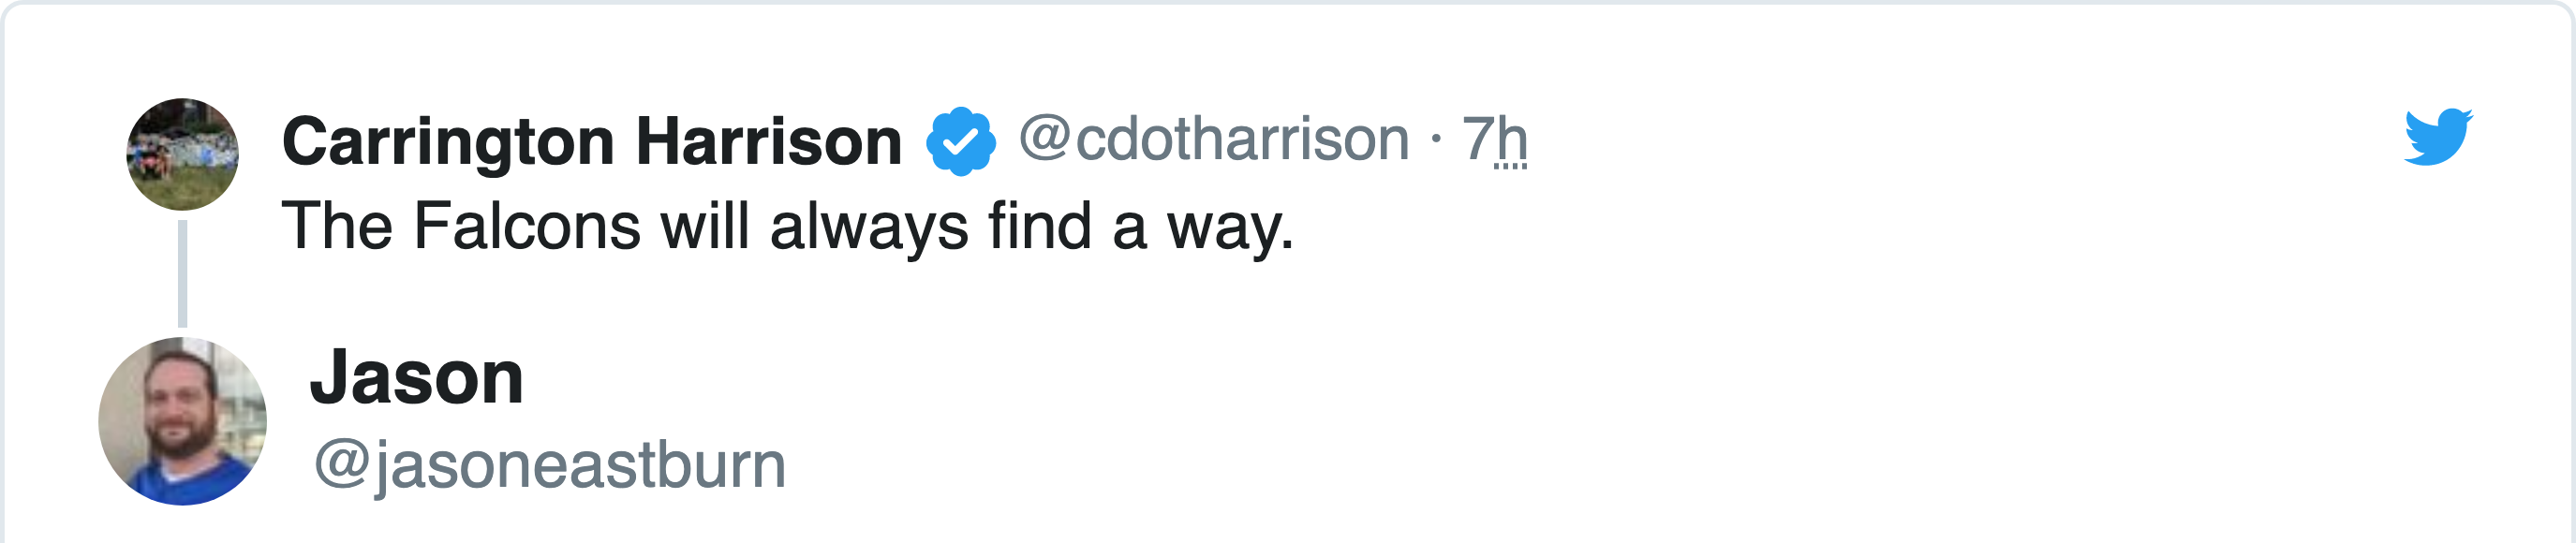 Carrington Harrison @cdotharrison · 7h
The Falcons will always find a way.
Jason
@jasoneastburn